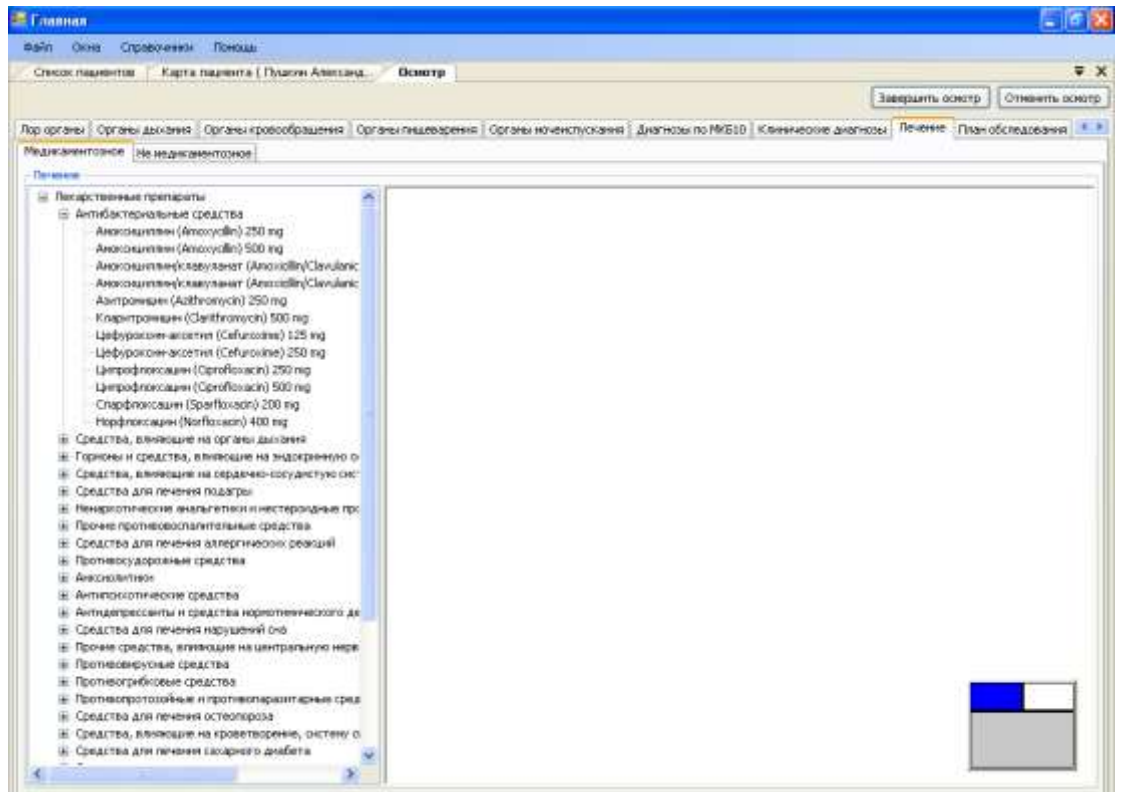 Главная
Файл Окна Справочники Помощь
Список пациентов Карта пациента ( Пушкин Александ... Осмотр
Завершить осмотр Отменить осмотр
Лор органы Органы дыхания Органы кровообращения Органы пищеварения Органы мочеиспускания Диагнозы по МКБ10 Клинические диагнозы Лечение План обследования
Медикаментозное Не медикаментозное
Лечение
Лекарственные препараты
Антибактериальные средства
Амоксициллин (Amoxycillin) 250 mg
Амоксициллин (Amoxycillin) 500 mg
Амоксициллин/клавуланат (Amoxicillin/Clavulanic
Амоксициллин/клавуланат (Amoxicillin/Clavulanic
Азитромицин (Azithromycin) 250 mg
Кларитромицин (Clarithromycin) 500 mg
Цефуроксим-аксетил (Cefuroxime) 125 mg
Цефуроксим-аксетил (Cefuroxime) 250 mg
Ципрофлоксацин (Ciprofloxacin) 250 mg
Ципрофлоксацин (Ciprofloxacin) 500 mg
Спарфлоксацин (Sparfloxacin) 200 mg
Норфлоксацин (Norfloxacin) 400 mg
Средства, влияющие на органы дыхания
Гормоны и средства, влияющие на эндокринную с
Средства, влияющие на сердечно-сосудистую сис
Средства для лечения подагры
Ненаркотические анальгетики и нестероидные про
Прочие противовоспалительные средства
Средства для лечения аллергических реакций
Противосудорожные средства
Анксиолитики
Антипсихотические средства
Антидепрессанты и средства нормотимического де
Средства для лечения нарушений сна
Прочие средства, влияющие на центральную нерв
Противовирусные средства
Противогрибковые средства
Противопротозойные и противопаразитарные сред
Средства для лечения остеопороза
Средства, влияющие на кроветворение, систему с
Средства для лечения сахарного диабета